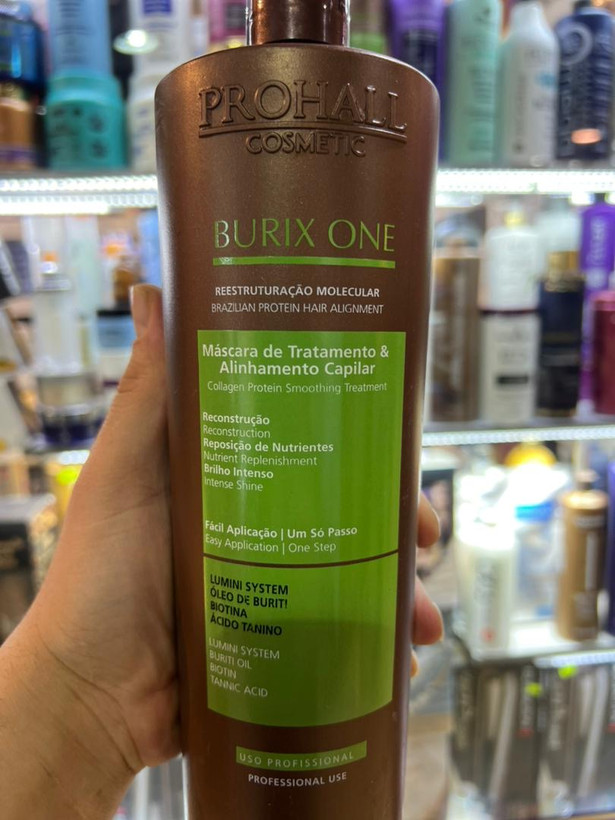 PROHALL
COSMETIC
BURIX ONE
REESTRUTURAÇÃO MOLECULAR
BRAZILIAN PROTEIN HAIR ALIGNMENT
Máscara de Tratamento &
Alinhamento Capilar
Collagen Protein Smoothing Treatment
Reconstrução
Reconstruction
Reposição de Nutrientes
Nutrient Replenishment
Brilho Intenso
Intense Shine
Fácil Aplicação | Um Só Passo
Easy Application | One Step
LUMINI SYSTEM
ÓLEO DE BURITI
BIOTINA
ÁCIDO TANINO
LUMINI SYSTEM
BURITI OIL
BIOTIN
TANNIC ACID
USO PROFISSIONAL
PROFESSIONAL USE